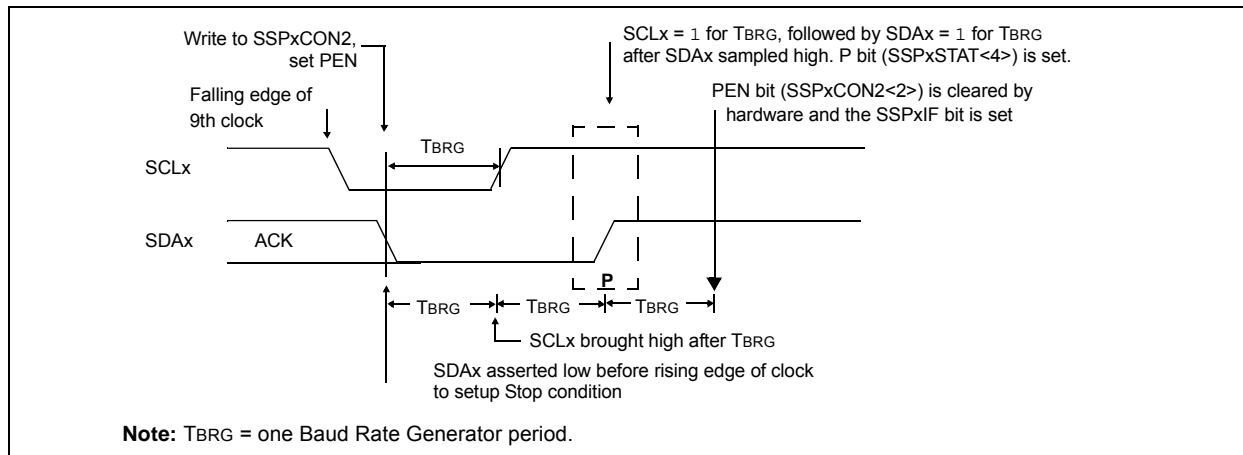 Write to SSPxCON2,
set PEN
SCLx = 1 for TBRG, followed by SDAx = 1 for TBRG
after SDAx sampled high. P bit (SSPxSTAT<4>) is set.
Falling edge of
9th clock
PEN bit (SSPxCON2<2>) is cleared by
hardware and the SSPxIF bit is set
TBRG
SCLx
SDAx
ACK
P
TBRG
TBRG
TBRG
SCLx brought high after TBRG
SDAx asserted low before rising edge of clock
to setup Stop condition
Note: TBRG = one Baud Rate Generator period.